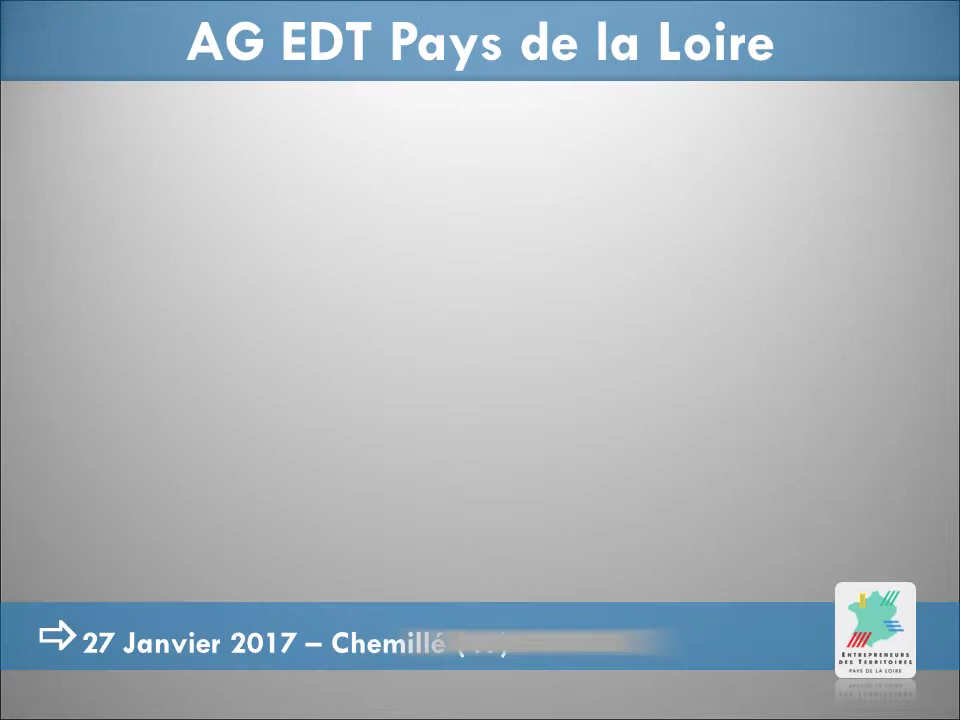 AG EDT Pays de la Loire
27 Janvier 2017 – Chemillé
ENTREPRENEURS
DES TERRITOIRES
PAYS DE LA LOIRE